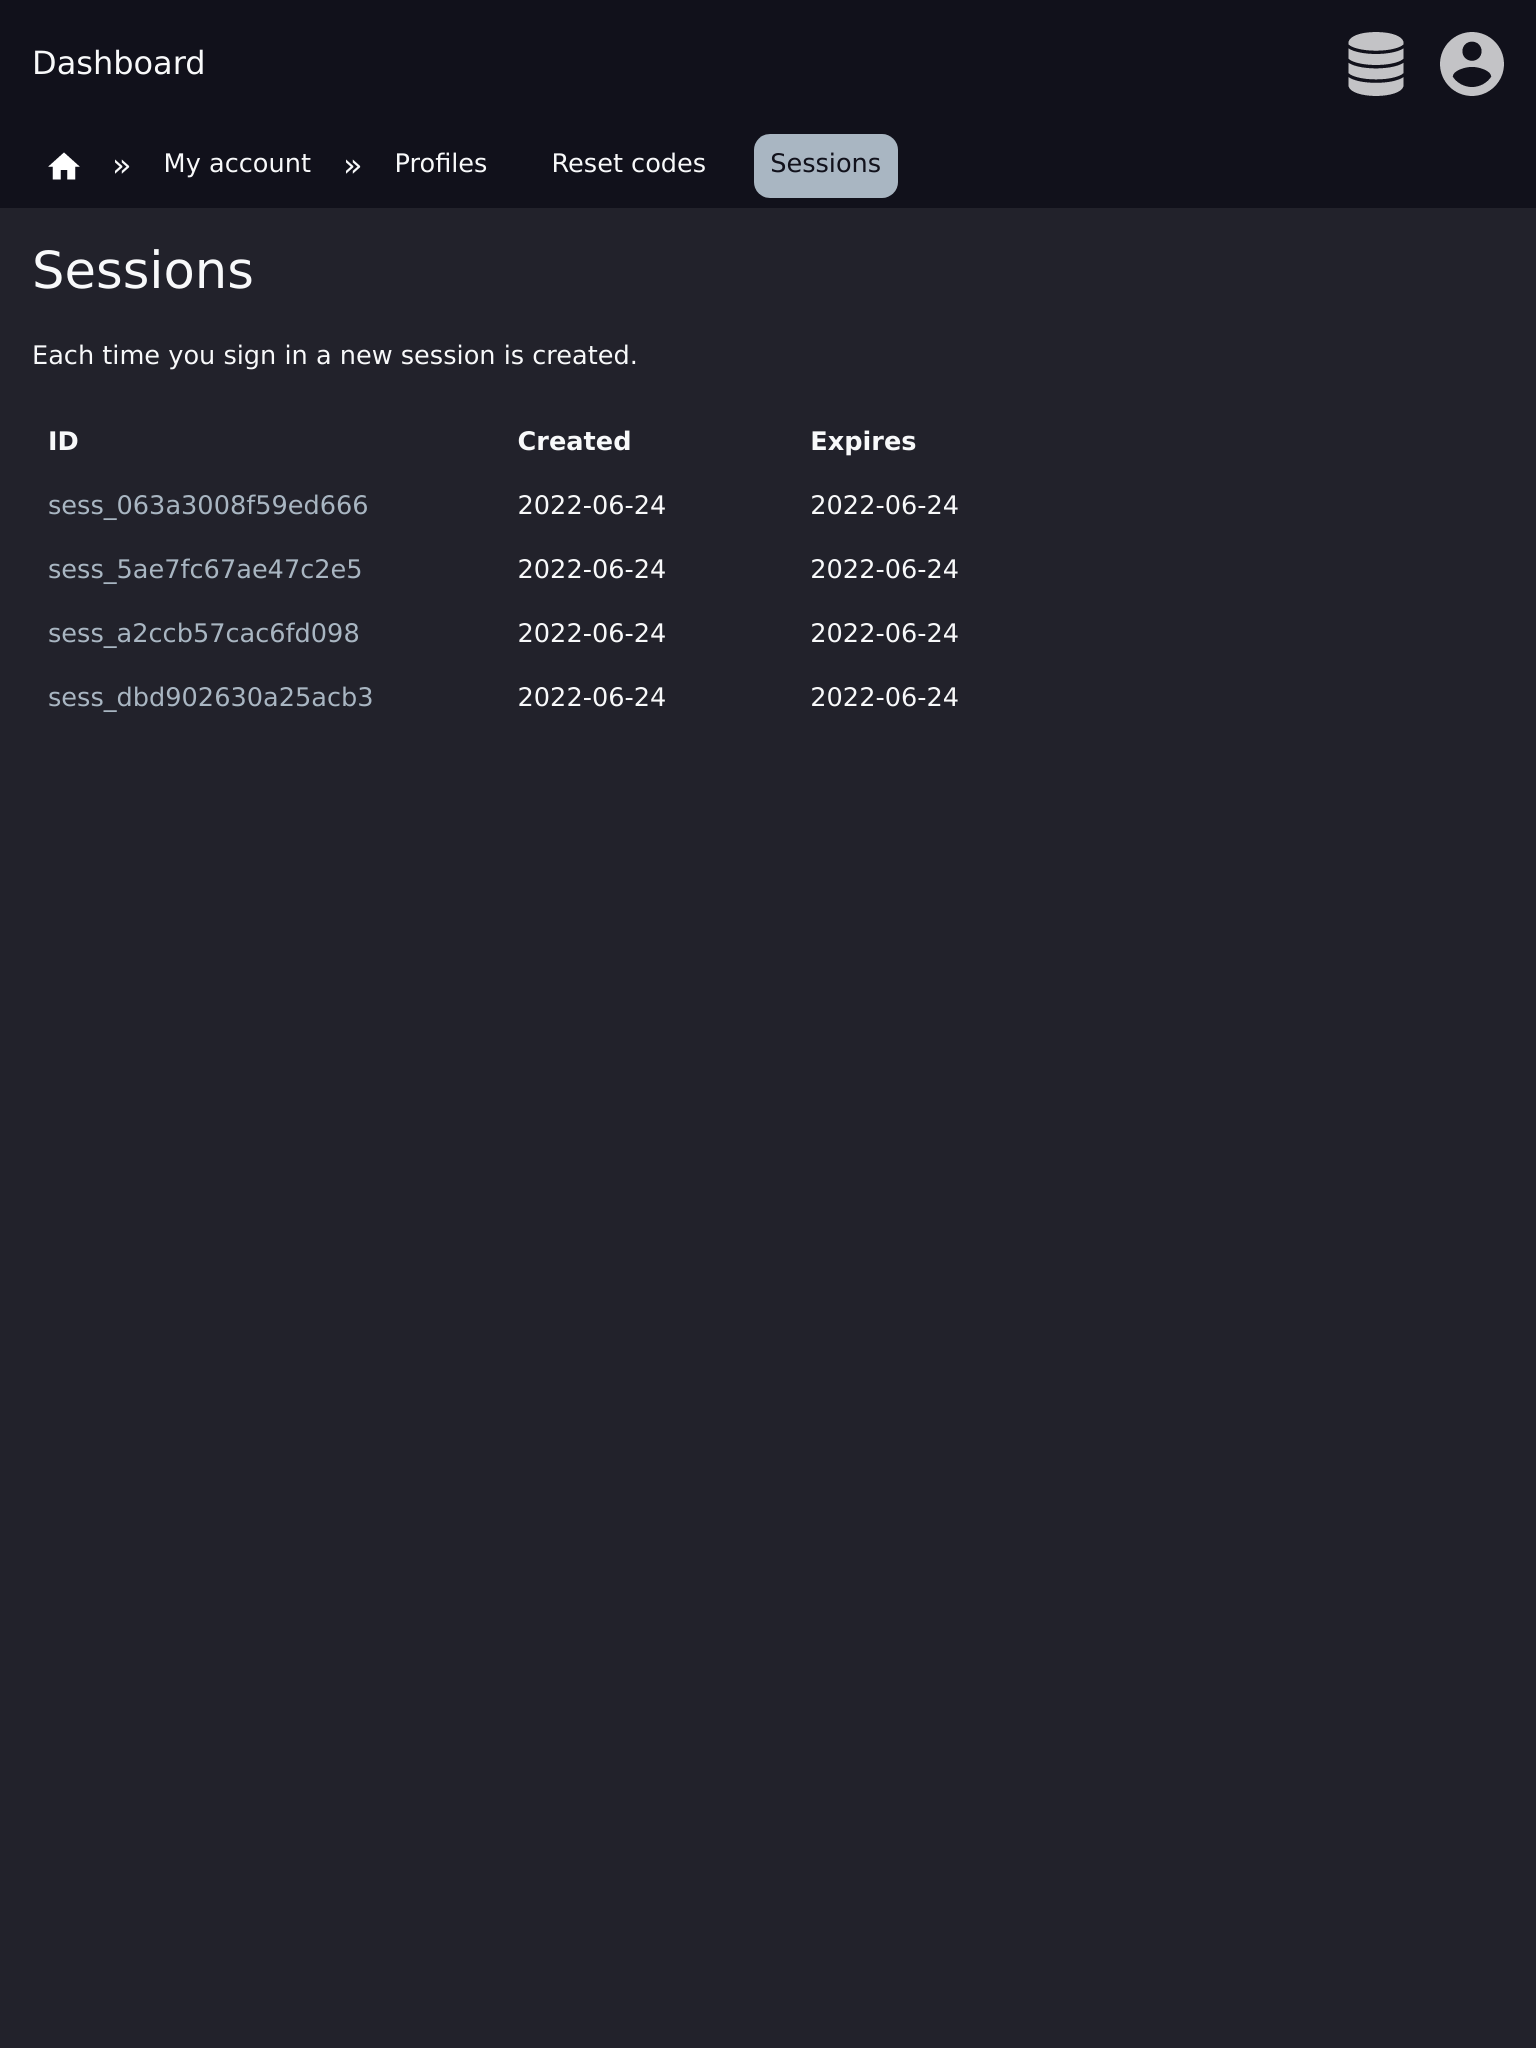 Dashboard
» My account » Profiles Reset codes Sessions
Sessions
Each time you sign in a new session is created.
ID Created Expires
sess_063a3008f59ed666 2022-06-24 2022-06-24
sess_5ae7fc67ae47c2e5 2022-06-24 2022-06-24
sess_a2ccb57cac6fd098 2022-06-24 2022-06-24
sess_dbd902630a25acb3 2022-06-24 2022-06-24